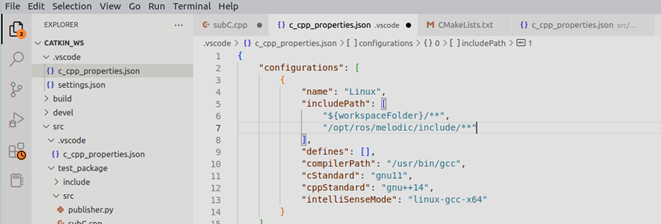 File Edit Selection View Go Run Terminal Help
EXPLORER
CATKIN_WS
.vscode
c_cpp_properties.json
settings.json
build
devel
src
.vscode
c_cpp_properties.json
test_package
include
src
publisher.py
subC.cpp
2
subC.cpp
c_cpp_properties.json .vscode
CMakeLists.txt
c_cpp_properties.json src/...
.vscode > c_cpp_properties.json > [ ] configurations > {} 0 > [ ] includePath > 1
1 {
2 "configurations": [
3 {
4 "name": "Linux",
5 "includePath": [
6 "${workspaceFolder}/**",
7 "/opt/ros/melodic/include/**"
8 ],
9 "defines": [],
10 "compilerPath": "/usr/bin/gcc",
11 "cStandard": "gnu11",
12 "cppStandard": "gnu++14",
13 "intelliSenseMode": "linux-gcc-x64"
14 }
15 ]